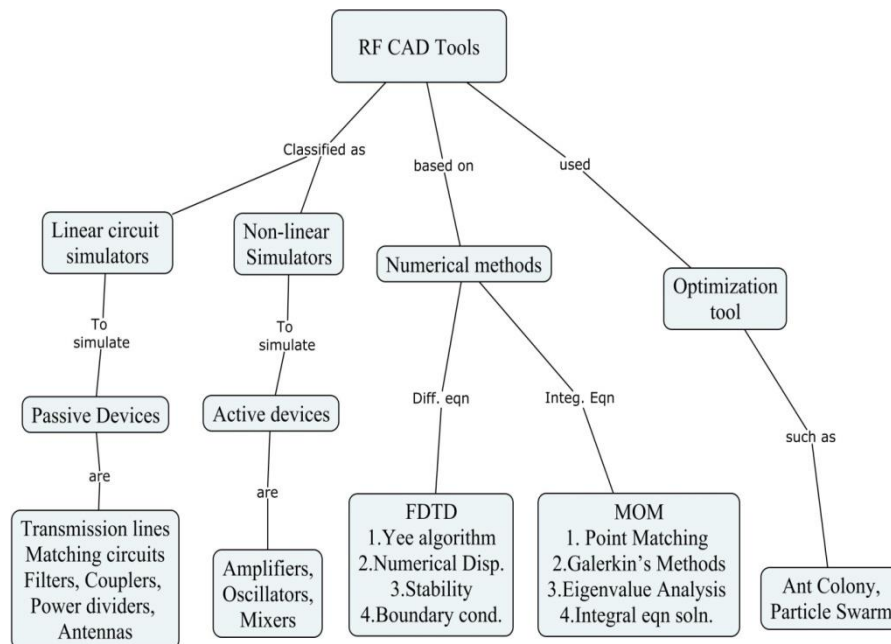 RF CAD Tools
Classified as
based on
used
Linear circuit
simulators
Non-linear
Simulators
Numerical methods
Optimization
tool
To
simulate
To
simulate
Diff. eqn
Integ. Eqn
such as
Passive Devices
Active devices
are
are
Transmission lines
Matching circuits
Filters, Couplers,
Power dividers,
Antennas
Amplifiers,
Oscillators,
Mixers
FDTD
1.Yee algorithm
2.Numerical Disp.
3.Stability
4.Boundary cond.
MOM
1. Point Matching
2.Galerkin's Methods
3.Eigenvalue Analysis
4.Integral eqn soln.
Ant Colony,
Particle Swarm